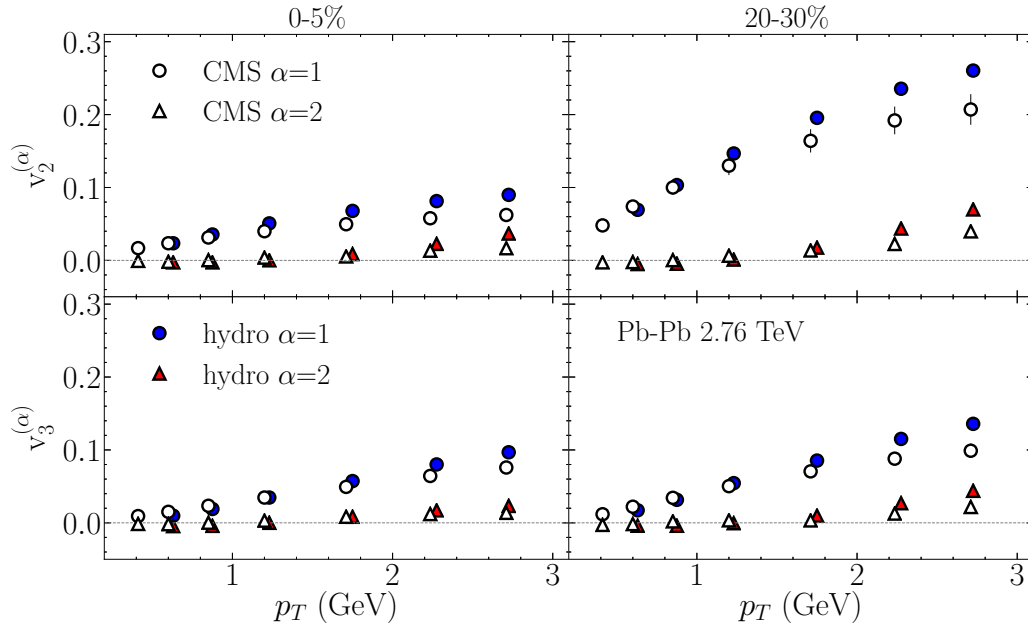 0-5%
20-30%
0.3
0.2
0.1
0.0
v₂^(α)
CMS α=1
CMS α=2
0.3
0.2
0.1
0.0
v₃^(α)
hydro α=1
hydro α=2
Pb-Pb 2.76 TeV
1 2 3
1 2 3
p_T (GeV)
p_T (GeV)